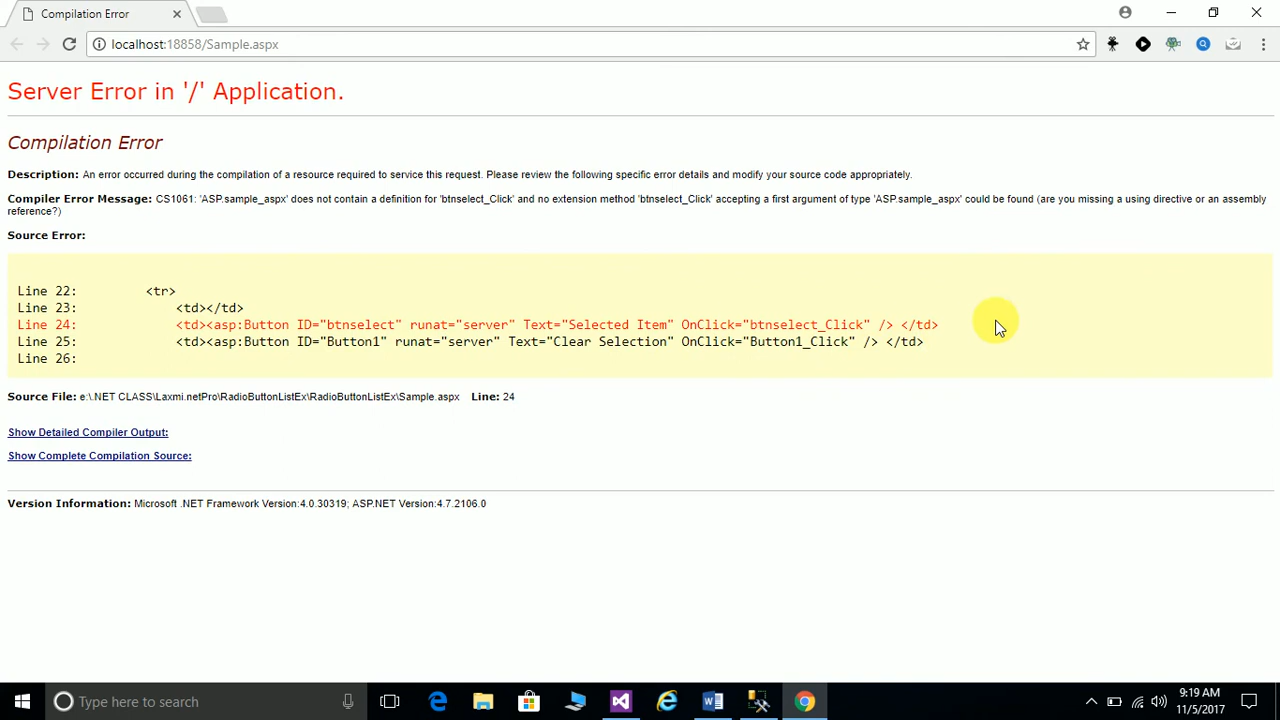 Compilation Error
localhost:18858/Sample.aspx
Server Error in '/' Application.
Compilation Error
Description: An error occurred during the compilation of a resource required to service this request. Please review the following specific error details and modify your source code appropriately.
Compiler Error Message: CS1061: 'ASP.sample_aspx' does not contain a definition for 'btnselect_Click' and no extension method 'btnselect_Click' accepting a first argument of type 'ASP.sample_aspx' could be found (are you missing a using directive or an assembly
reference?)
Source Error:
Line 22:         <tr>
Line 23:             <td></td>
Line 24:             <td><asp:Button ID="btnselect" runat="server" Text="Selected Item" OnClick="btnselect_Click" /> </td>
Line 25:             <td><asp:Button ID="Button1" runat="server" Text="Clear Selection" OnClick="Button1_Click" /> </td>
Line 26:
Source File: e:\.NET CLASS\Laxmi.netPro\RadioButtonListEx\RadioButtonListEx\Sample.aspx    Line: 24
Show Detailed Compiler Output:
Show Complete Compilation Source:
Version Information: Microsoft .NET Framework Version:4.0.30319; ASP.NET Version:4.7.2106.0
Type here to search
9:19 AM
11/5/2017